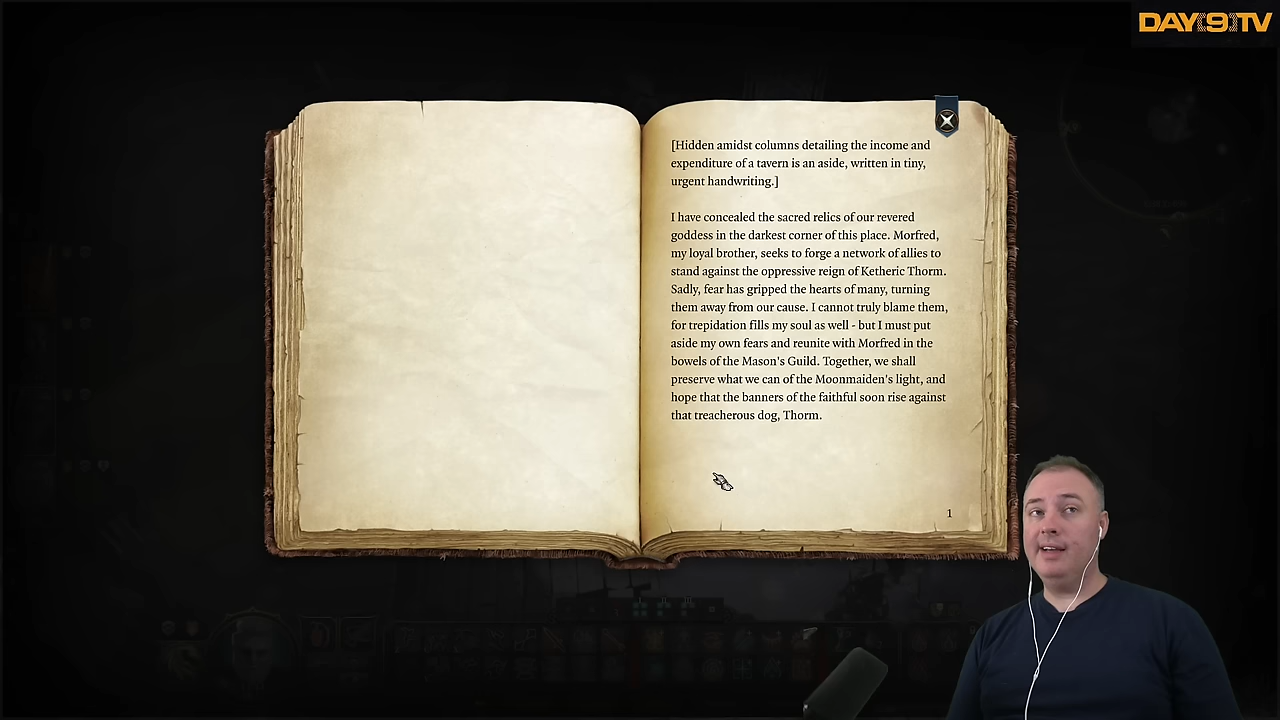 DAY[9]TV
[Hidden amidst columns detailing the income and
expenditure of a tavern is an aside, written in tiny,
urgent handwriting.]
I have concealed the sacred relics of our revered
goddess in the darkest corner of this place. Morfred,
my loyal brother, seeks to forge a network of allies to
stand against the oppressive reign of Ketheric Thorm.
Sadly, fear has gripped the hearts of many, turning
them away from our cause. I cannot truly blame them,
for trepidation fills my soul as well - but I must put
aside my own fears and reunite with Morfred in the
bowels of the Mason's Guild. Together, we shall
preserve what we can of the Moonmaiden's light, and
hope that the banners of the faithful soon rise against
that treacherous dog, Thorm.
1